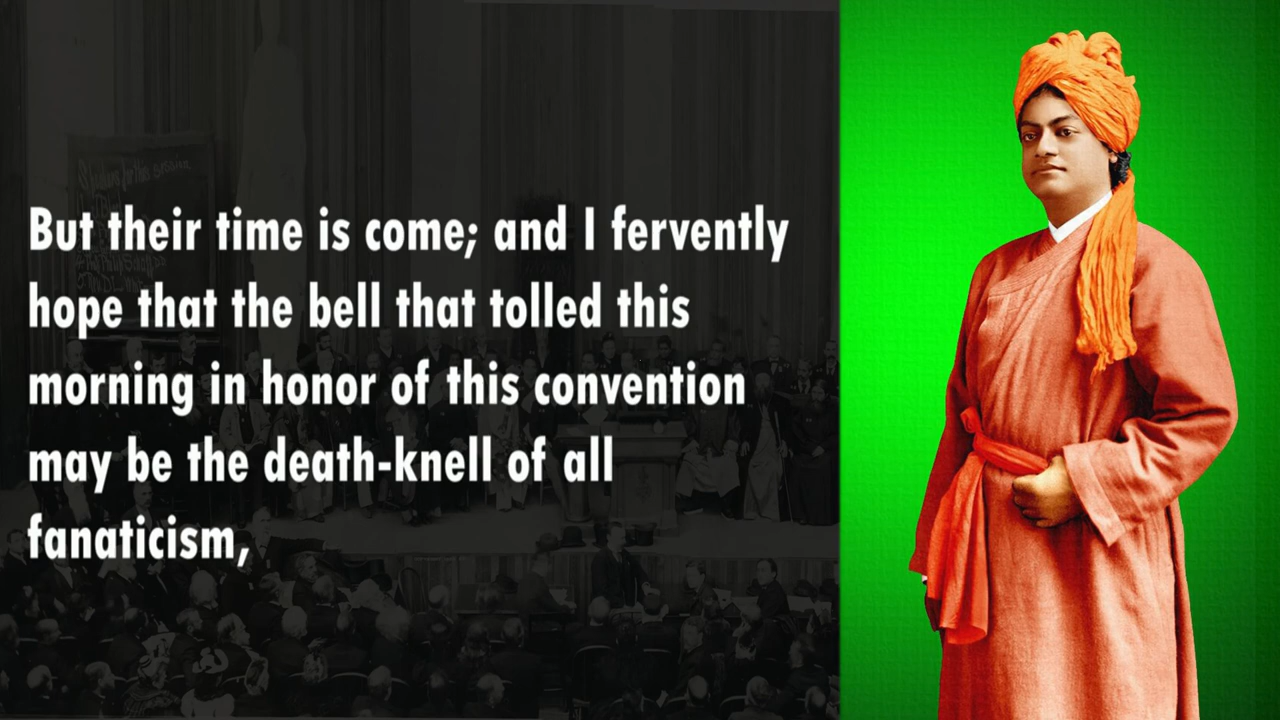 But their time is come; and I fervently
hope that the bell that tolled this
morning in honor of this convention
may be the death-knell of all
fanaticism,